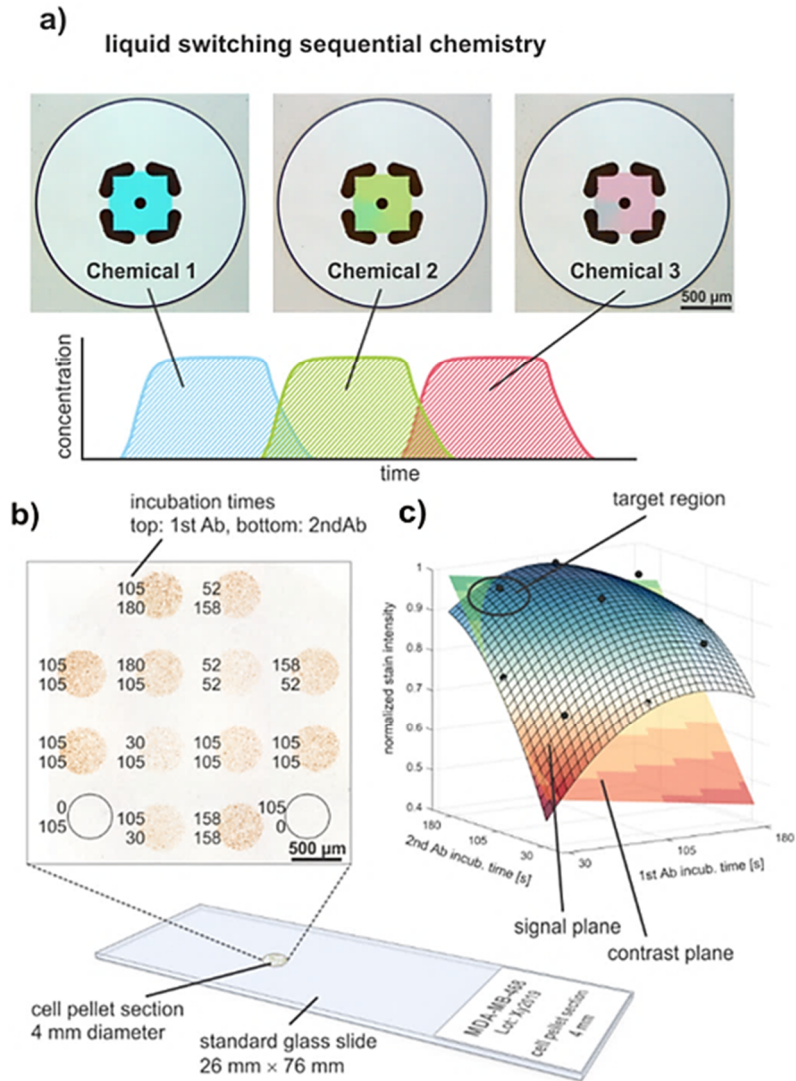 a)
liquid switching sequential chemistry
Chemical 1
Chemical 2
Chemical 3
500 µm
concentration
time
b)
incubation times
top: 1st Ab, bottom: 2ndAb
105
180
52
158
105
105
180
105
52
52
158
52
105
105
30
105
105
105
105
105
0
105
105
30
158
158
105
0
500 µm
c)
target region
normalized stain intensity
1
0.9
0.8
0.7
0.6
0.5
0.4
180
105
30
2nd Ab incub. time [s]
30
105
180
1st Ab incub. time [s]
signal plane
contrast plane
cell pellet section
4 mm diameter
standard glass slide
26 mm × 76 mm
MDA-MB-468
Lot: Xy2019
cell pellet section
4 mm